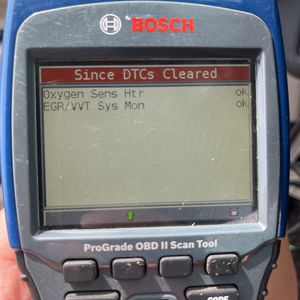 BOSCH
Since DTCs Cleared
Oxygen Sens Htr ok
EGR/VVT Sys Mon ok
ProGrade OBD II Scan Tool
CODE